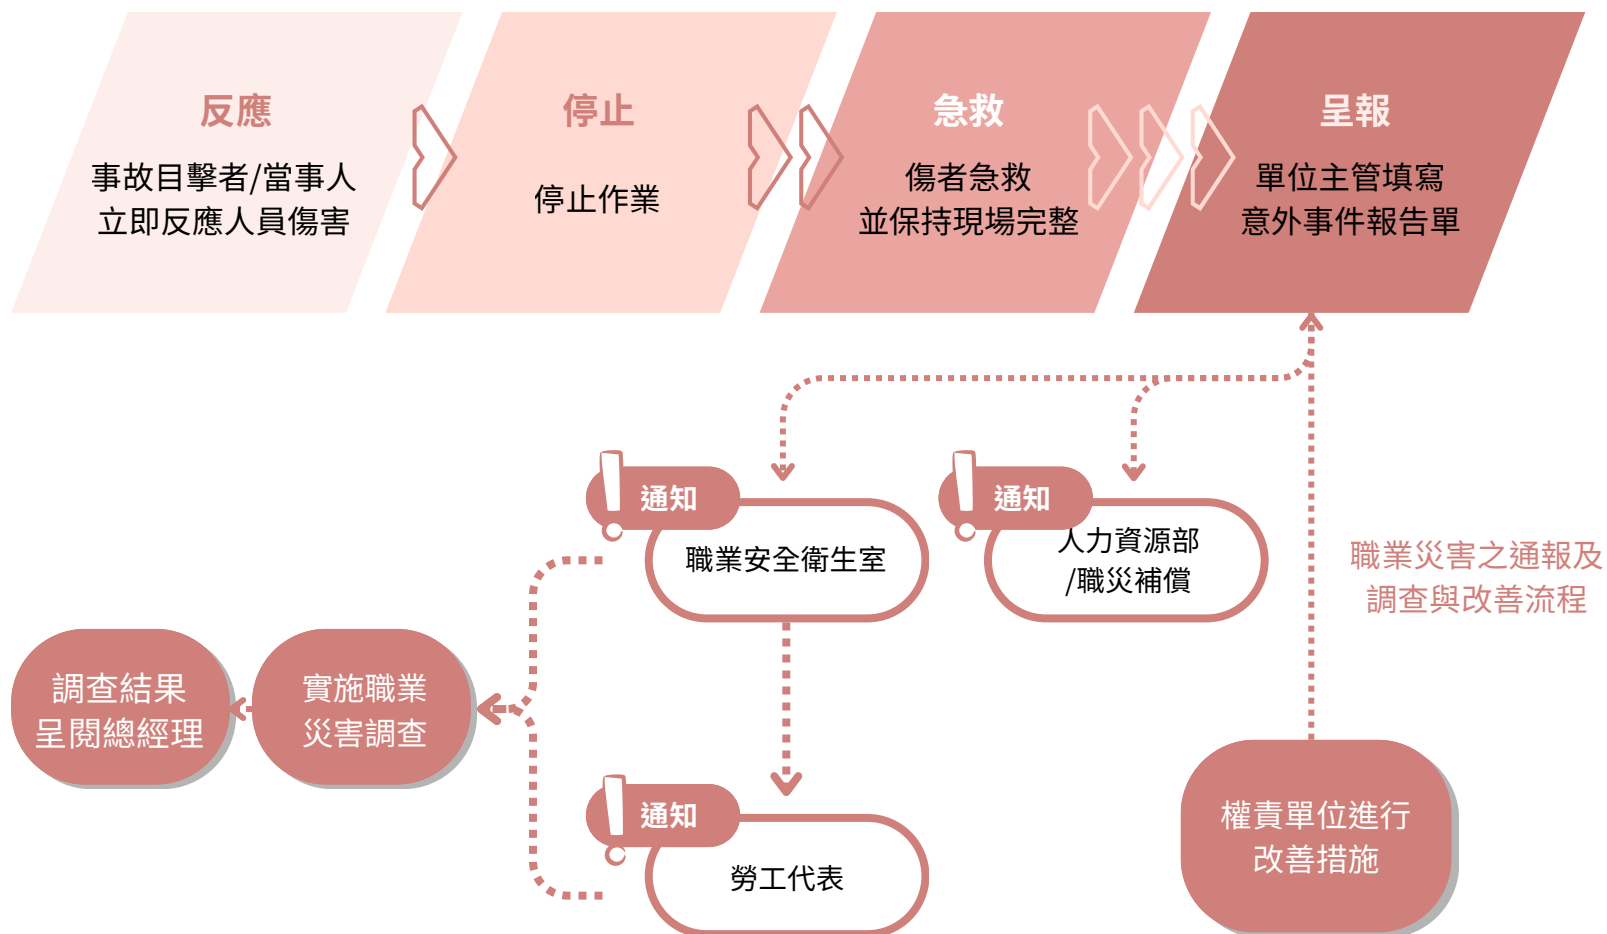 反應
事故目擊者/當事人
立即反應人員傷害
停止
停止作業
急救
傷者急救
並保持現場完整
呈報
單位主管填寫
意外事件報告單
通知
職業安全衛生室
通知
人力資源部
/職災補償
職業災害之通報及
調查與改善流程
調查結果
呈閱總經理
實施職業
災害調查
通知
勞工代表
權責單位進行
改善措施